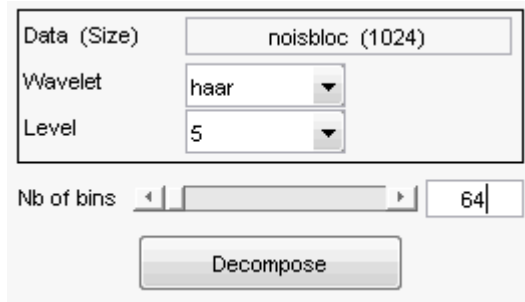 Data (Size) noisbloc (1024)
Wavelet haar
Level 5
Nb of bins 64
Decompose